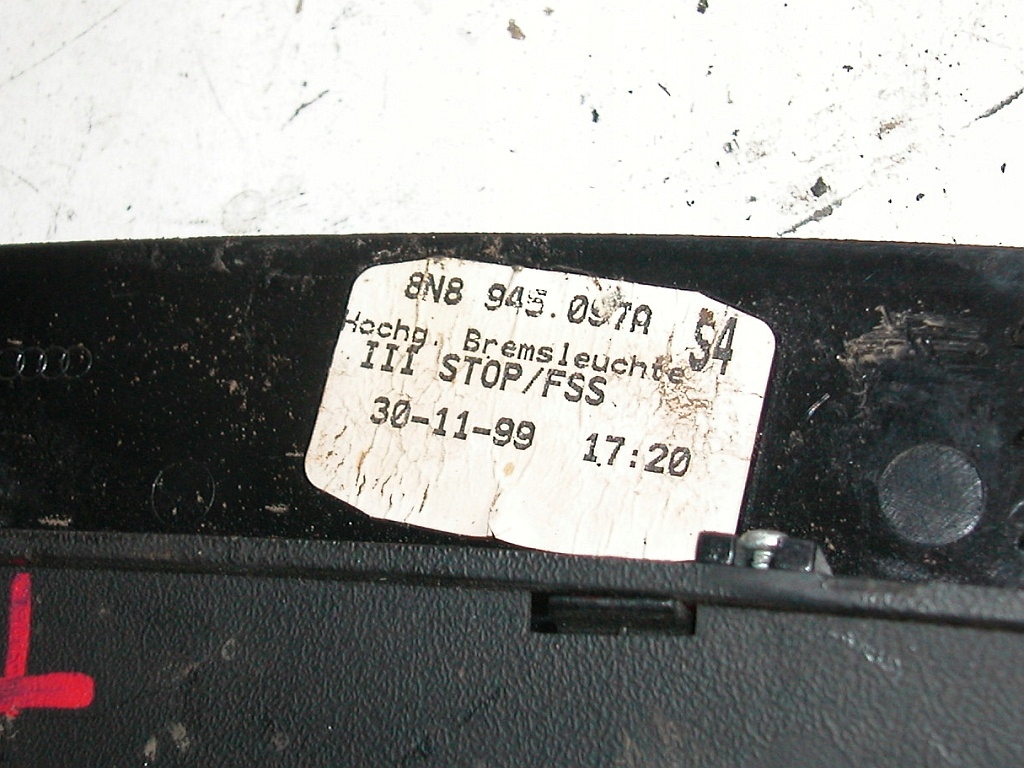 8N8 945.097A S4
Hochg. Bremsleuchte
III STOP/FSS
30-11-99 17:20